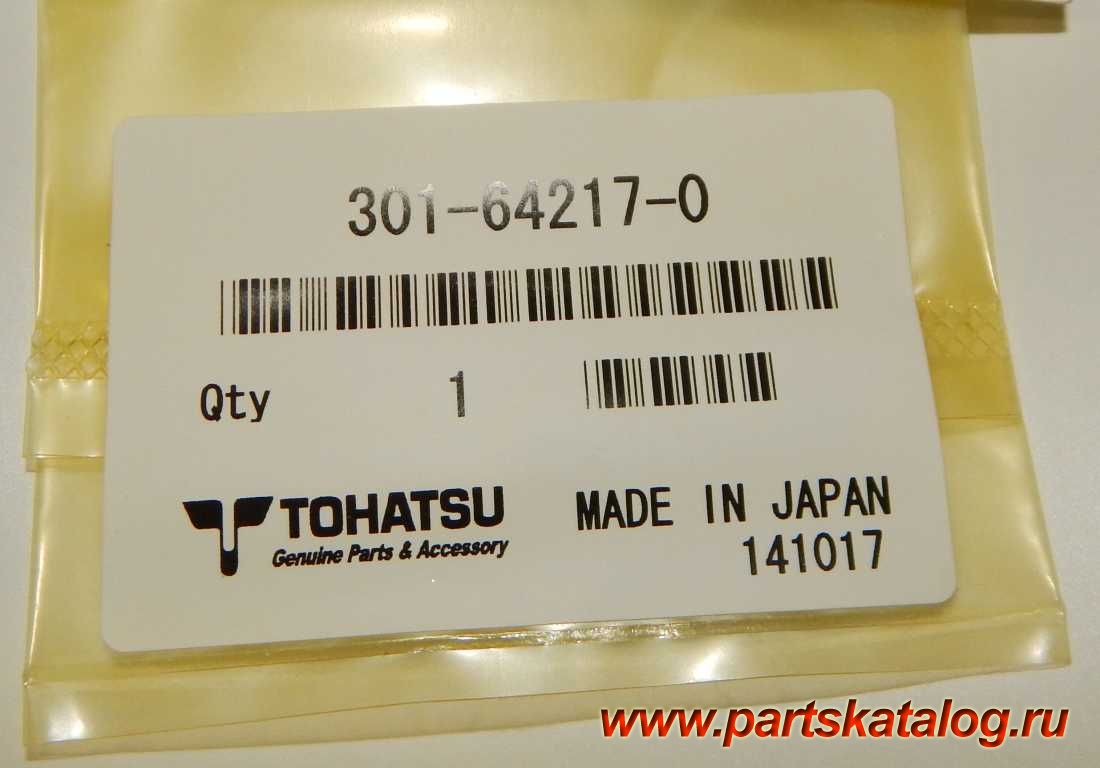 301-64217-0
Qty 1
TOHATSU
Genuine Parts & Accessory
MADE IN JAPAN
141017
www.partskatalog.ru